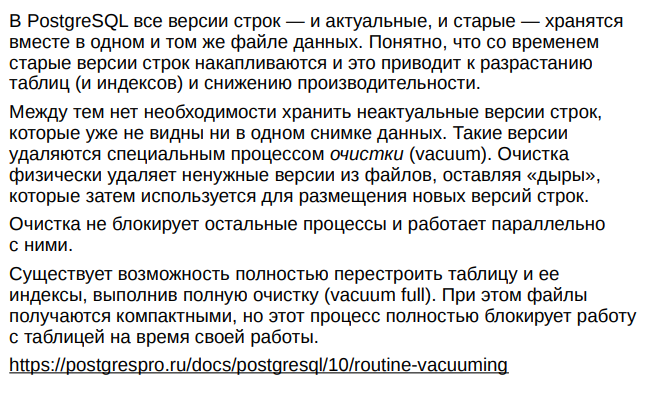 В PostgreSQL все версии строк — и актуальные, и старые — хранятся
вместе в одном и том же файле данных. Понятно, что со временем
старые версии строк накапливаются и это приводит к разрастанию
таблиц (и индексов) и снижению производительности.
Между тем нет необходимости хранить неактуальные версии строк,
которые уже не видны ни в одном снимке данных. Такие версии
удаляются специальным процессом очистки (vacuum). Очистка
физически удаляет ненужные версии из файлов, оставляя «дыры»,
которые затем используется для размещения новых версий строк.
Очистка не блокирует остальные процессы и работает параллельно
с ними.
Существует возможность полностью перестроить таблицу и ее
индексы, выполнив полную очистку (vacuum full). При этом файлы
получаются компактными, но этот процесс полностью блокирует работу
с таблицей на время своей работы.
https://postgrespro.ru/docs/postgresql/10/routine-vacuuming